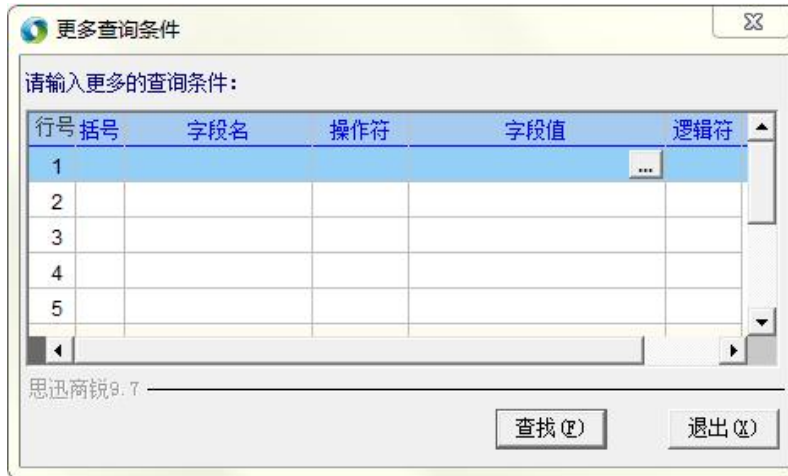 更多查询条件
请输入更多的查询条件:
行号 括号 字段名 操作符 字段值 逻辑符
1 ...
2
3
4
5
思迅商锐9.7
查找(F) 退出(X)